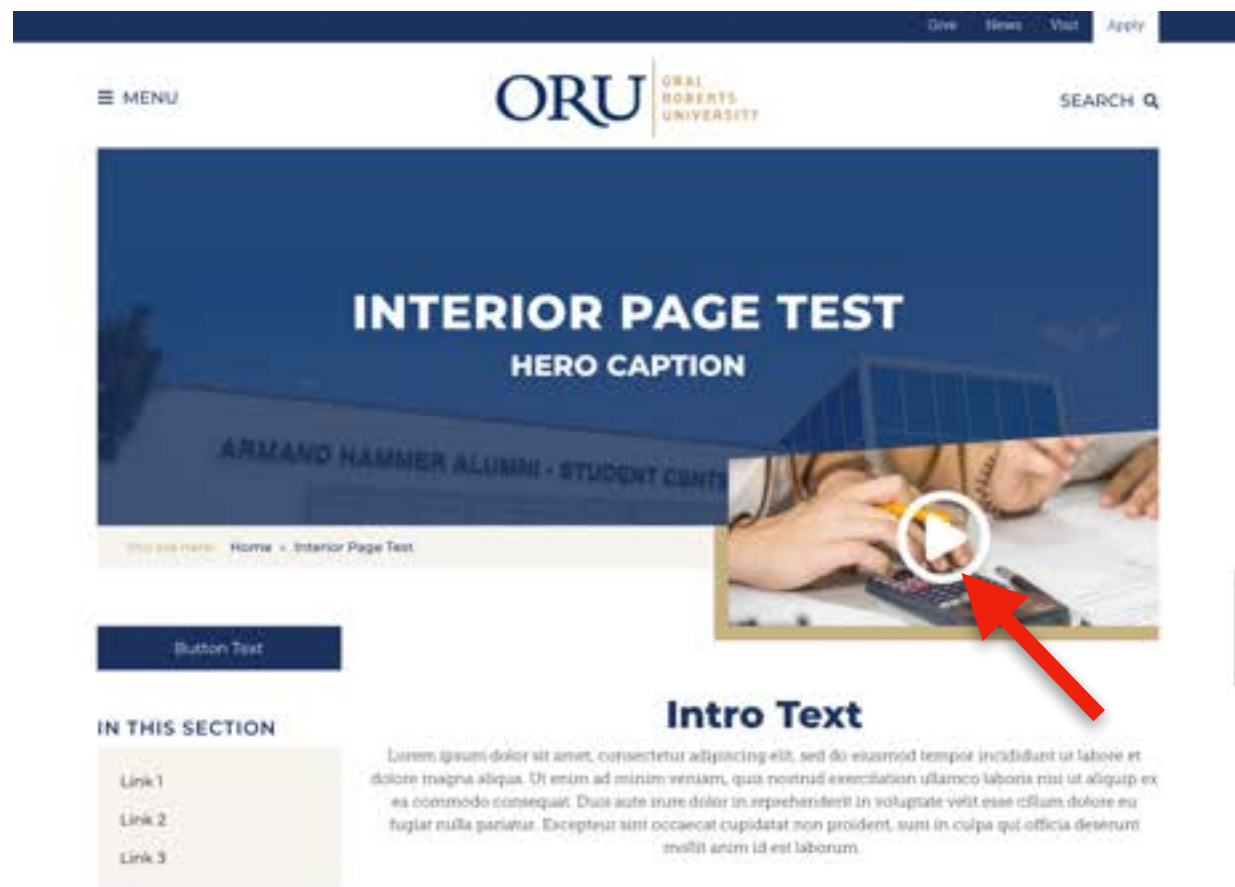 Give News Visit Apply
MENU
ORU
ORAL
ROBERTS
UNIVERSITY
SEARCH
INTERIOR PAGE TEST
HERO CAPTION
ARMAND HAMMER ALUMNI - STUDENT CENTE
You are here: Home » Interior Page Test
Button Text
Intro Text
IN THIS SECTION
Lorem ipsum dolor sit amet, consectetur adipiscing elit, sed do eiusmod tempor incididunt ut labore et
dolore magna aliqua. Ut enim ad minim veniam, quis nostrud exercitation ullamco laboris nisi ut aliquip ex
ea commodo consequat. Duis aute irure dolor in reprehenderit in voluptate velit esse cillum dolore eu
fugiat nulla pariatur. Excepteur sint occaecat cupidatat non proident, sunt in culpa qui officia deserunt
mollit anim id est laborum.
Link 1
Link 2
Link 3